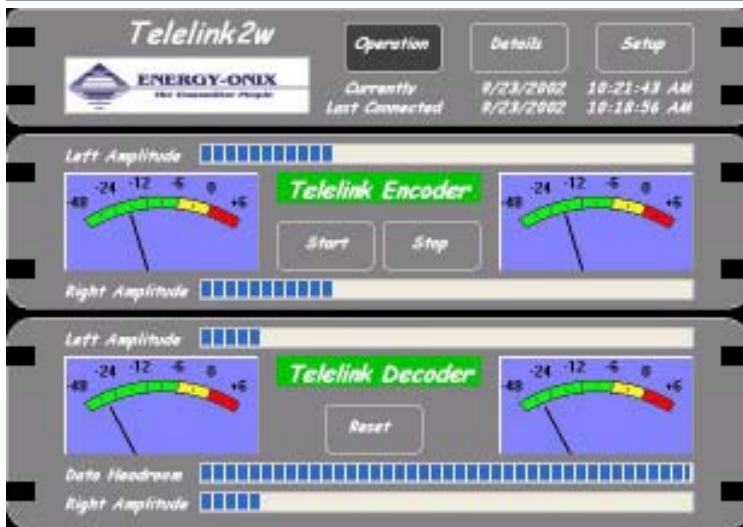 Telelink2w
Operation Details Setup
ENERGY-ONIX
The Transmitter People
Currently 9/23/2002 10:21:43 AM
Last Connected 9/23/2002 10:18:56 AM
Left Amplitude
-48 -24 -12 -6 0 +6
Telelink Encoder
-48 -24 -12 -6 0 +6
Start Stop
Right Amplitude
Left Amplitude
-48 -24 -12 -6 0 +6
Telelink Decoder
-48 -24 -12 -6 0 +6
Reset
Data Headroom
Right Amplitude